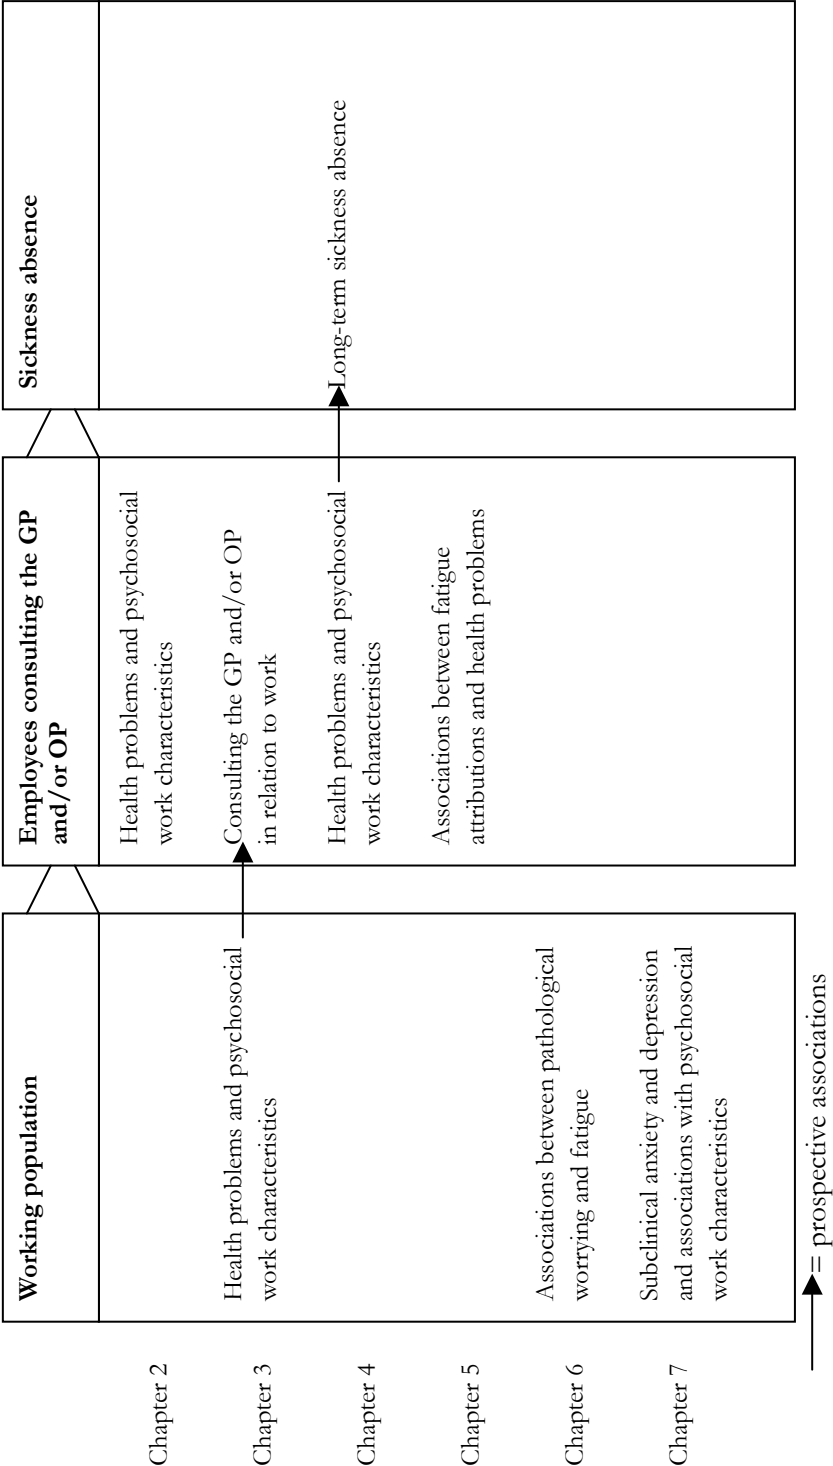 Working population
Employees consulting the GP
and/or OP
Sickness absence
Chapter 2
Health problems and psychosocial
work characteristics
Chapter 3
Health problems and psychosocial
work characteristics
Consulting the GP and/or OP
in relation to work
Chapter 4
Health problems and psychosocial
work characteristics
Long-term sickness absence
Chapter 5
Associations between fatigue
attributions and health problems
Chapter 6
Associations between pathological
worrying and fatigue
Chapter 7
Subclinical anxiety and depression
and associations with psychosocial
work characteristics
= prospective associations